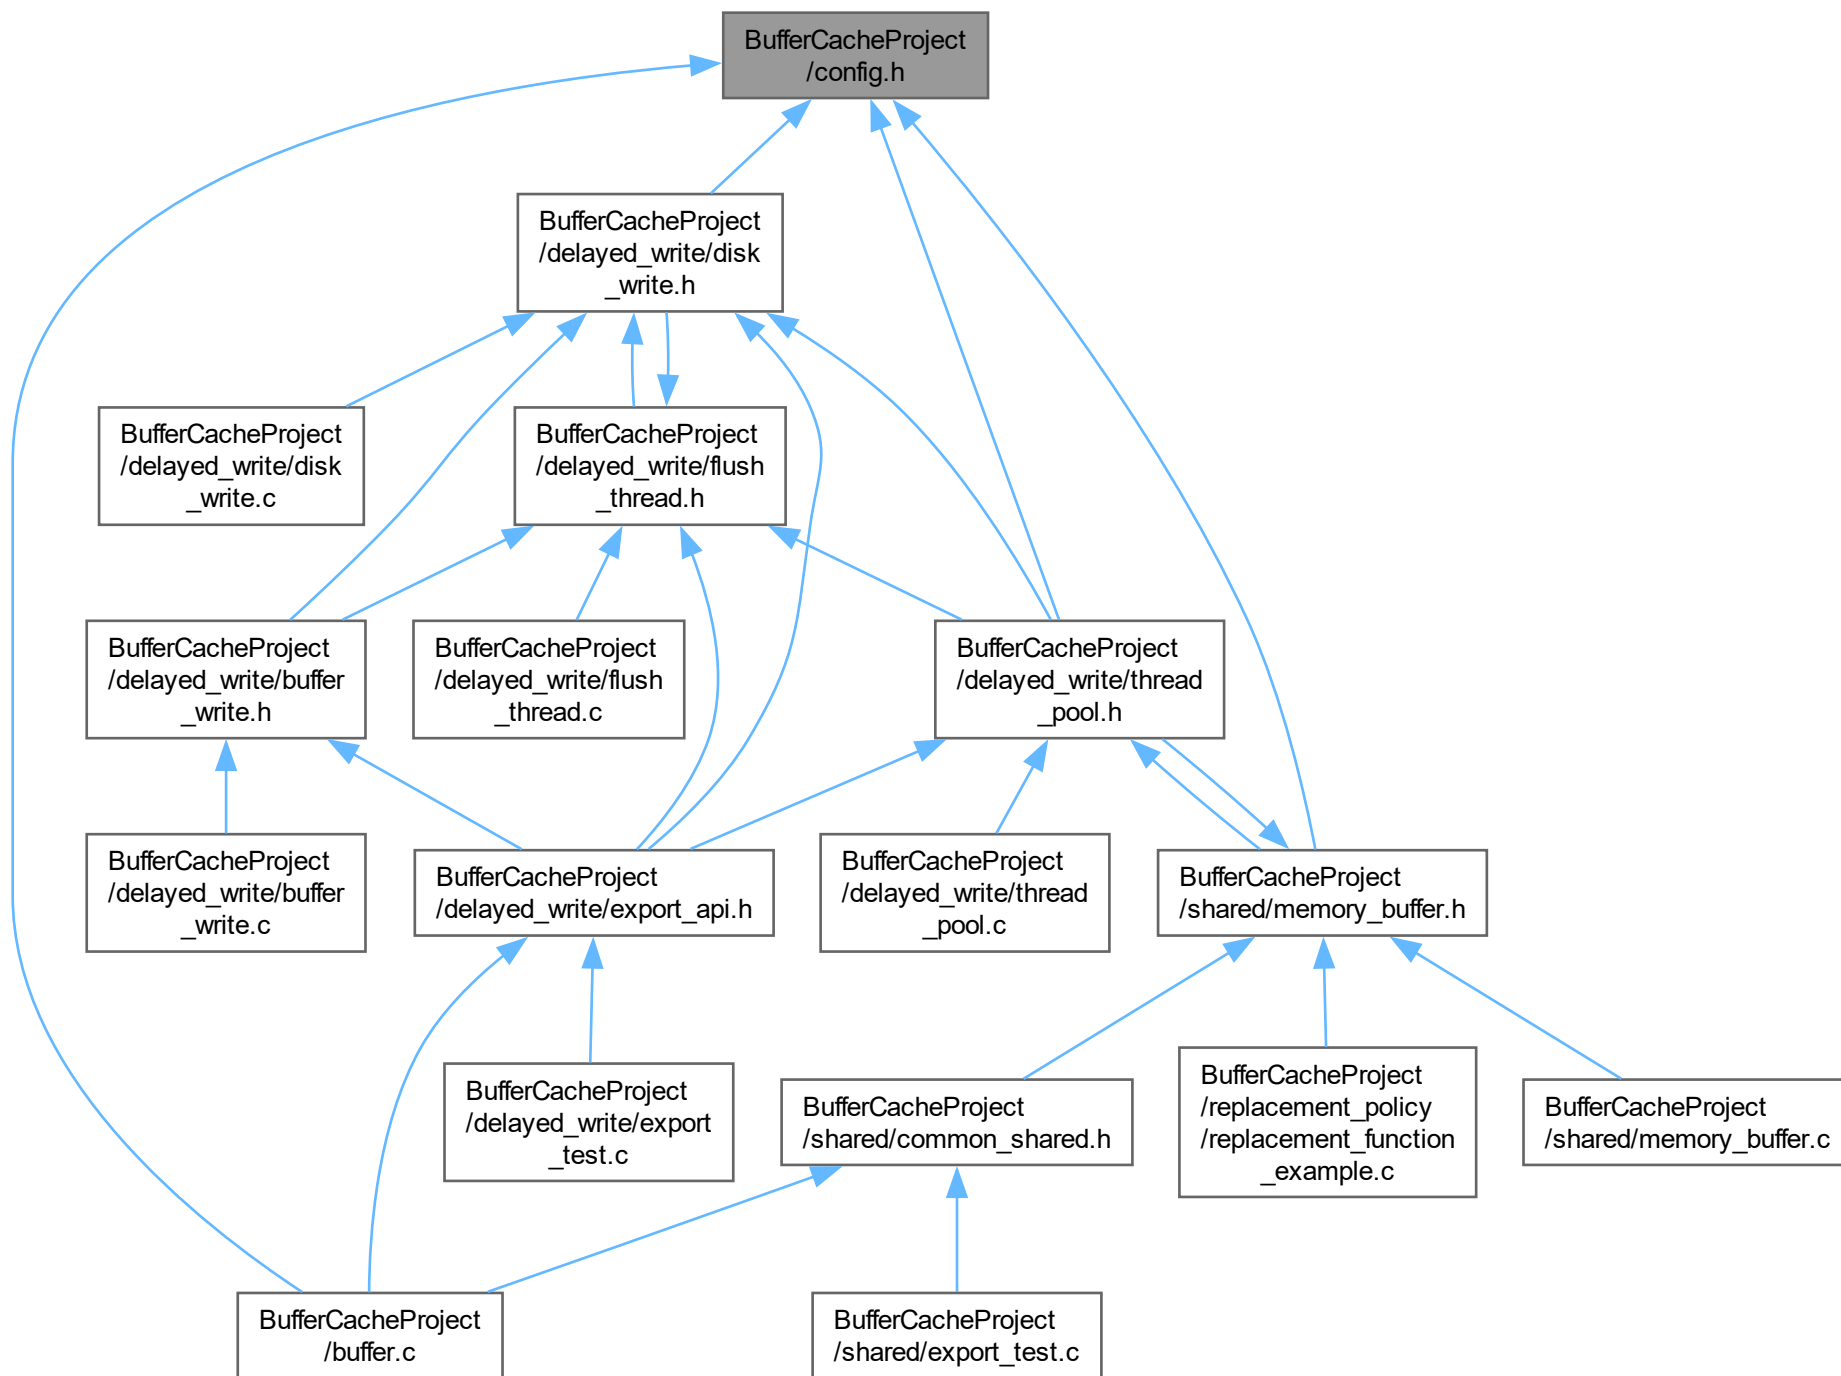 BufferCacheProject
/config.h
BufferCacheProject
/delayed_write/disk
_write.h
BufferCacheProject
/delayed_write/disk
_write.c
BufferCacheProject
/delayed_write/flush
_thread.h
BufferCacheProject
/delayed_write/buffer
_write.h
BufferCacheProject
/delayed_write/flush
_thread.c
BufferCacheProject
/delayed_write/thread
_pool.h
BufferCacheProject
/delayed_write/buffer
_write.c
BufferCacheProject
/delayed_write/export_api.h
BufferCacheProject
/delayed_write/thread
_pool.c
BufferCacheProject
/shared/memory_buffer.h
BufferCacheProject
/delayed_write/export
_test.c
BufferCacheProject
/shared/common_shared.h
BufferCacheProject
/replacement_policy
/replacement_function
_example.c
BufferCacheProject
/shared/memory_buffer.c
BufferCacheProject
/buffer.c
BufferCacheProject
/shared/export_test.c